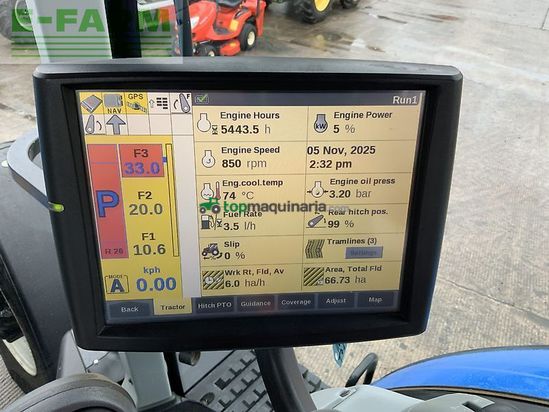 E-FARM
GPS
NAV
F
Run1
Engine Hours
5443.5 h
Engine Power
kW
5 %
Engine Speed
850 rpm
05 Nov, 2025
2:32 pm
Eng.cool.temp
74 °C
Engine oil press
3.20 bar
topmaquinaria.com
Fuel Rate
3.5 l/h
Rear hitch pos.
99 %
Slip
0 %
Tramlines (3)
Settings
Wrk Rt, Fld, Av
6.0 ha/h
Area, Total Fld
66.73 ha
P
F3
33.0
F2
20.0
F1
10.6
kph
MODE
A
0.00
Back
Tractor
Hitch PTO
Guidance
Coverage
Adjust
Map